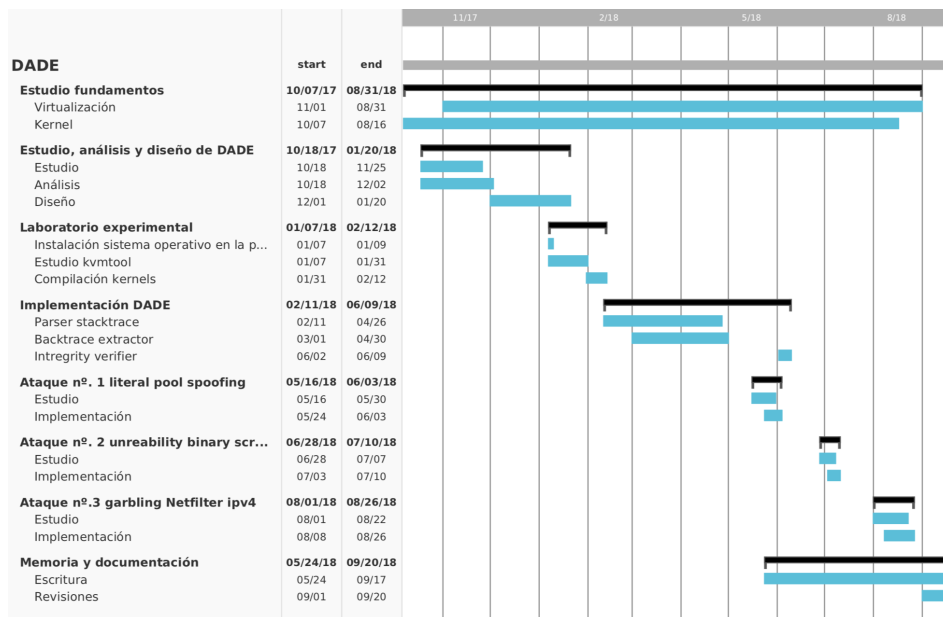 11/17 2/18 5/18 8/18
DADE start end
Estudio fundamentos 10/07/17 08/31/18
Virtualización 11/01 08/31
Kernel 10/07 08/16
Estudio, análisis y diseño de DADE 10/18/17 01/20/18
Estudio 10/18 11/25
Análisis 10/18 12/02
Diseño 12/01 01/20
Laboratorio experimental 01/07/18 02/12/18
Instalación sistema operativo en la p... 01/07 01/09
Estudio kvmtool 01/07 01/31
Compilación kernels 01/31 02/12
Implementación DADE 02/11/18 06/09/18
Parser stacktrace 02/11 04/26
Backtrace extractor 03/01 04/30
Intregrity verifier 06/02 06/09
Ataque nº. 1 literal pool spoofing 05/16/18 06/03/18
Estudio 05/16 05/30
Implementación 05/24 06/03
Ataque nº. 2 unreability binary scr... 06/28/18 07/10/18
Estudio 06/28 07/07
Implementación 07/03 07/10
Ataque nº.3 garbling Netfilter ipv4 08/01/18 08/26/18
Estudio 08/01 08/22
Implementación 08/08 08/26
Memoria y documentación 05/24/18 09/20/18
Escritura 05/24 09/17
Revisiones 09/01 09/20